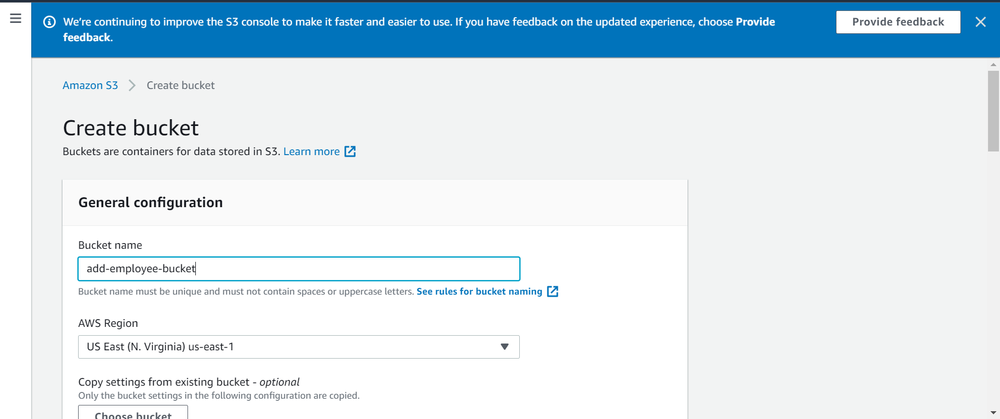 We're continuing to improve the S3 console to make it faster and easier to use. If you have feedback on the updated experience, choose Provide
feedback.
Provide feedback
Amazon S3
Create bucket
Create bucket
Buckets are containers for data stored in S3. Learn more
General configuration
Bucket name
add-employee-bucket
Bucket name must be unique and must not contain spaces or uppercase letters. See rules for bucket naming
AWS Region
US East (N. Virginia) us-east-1
Copy settings from existing bucket - optional
Only the bucket settings in the following configuration are copied.
Choose bucket